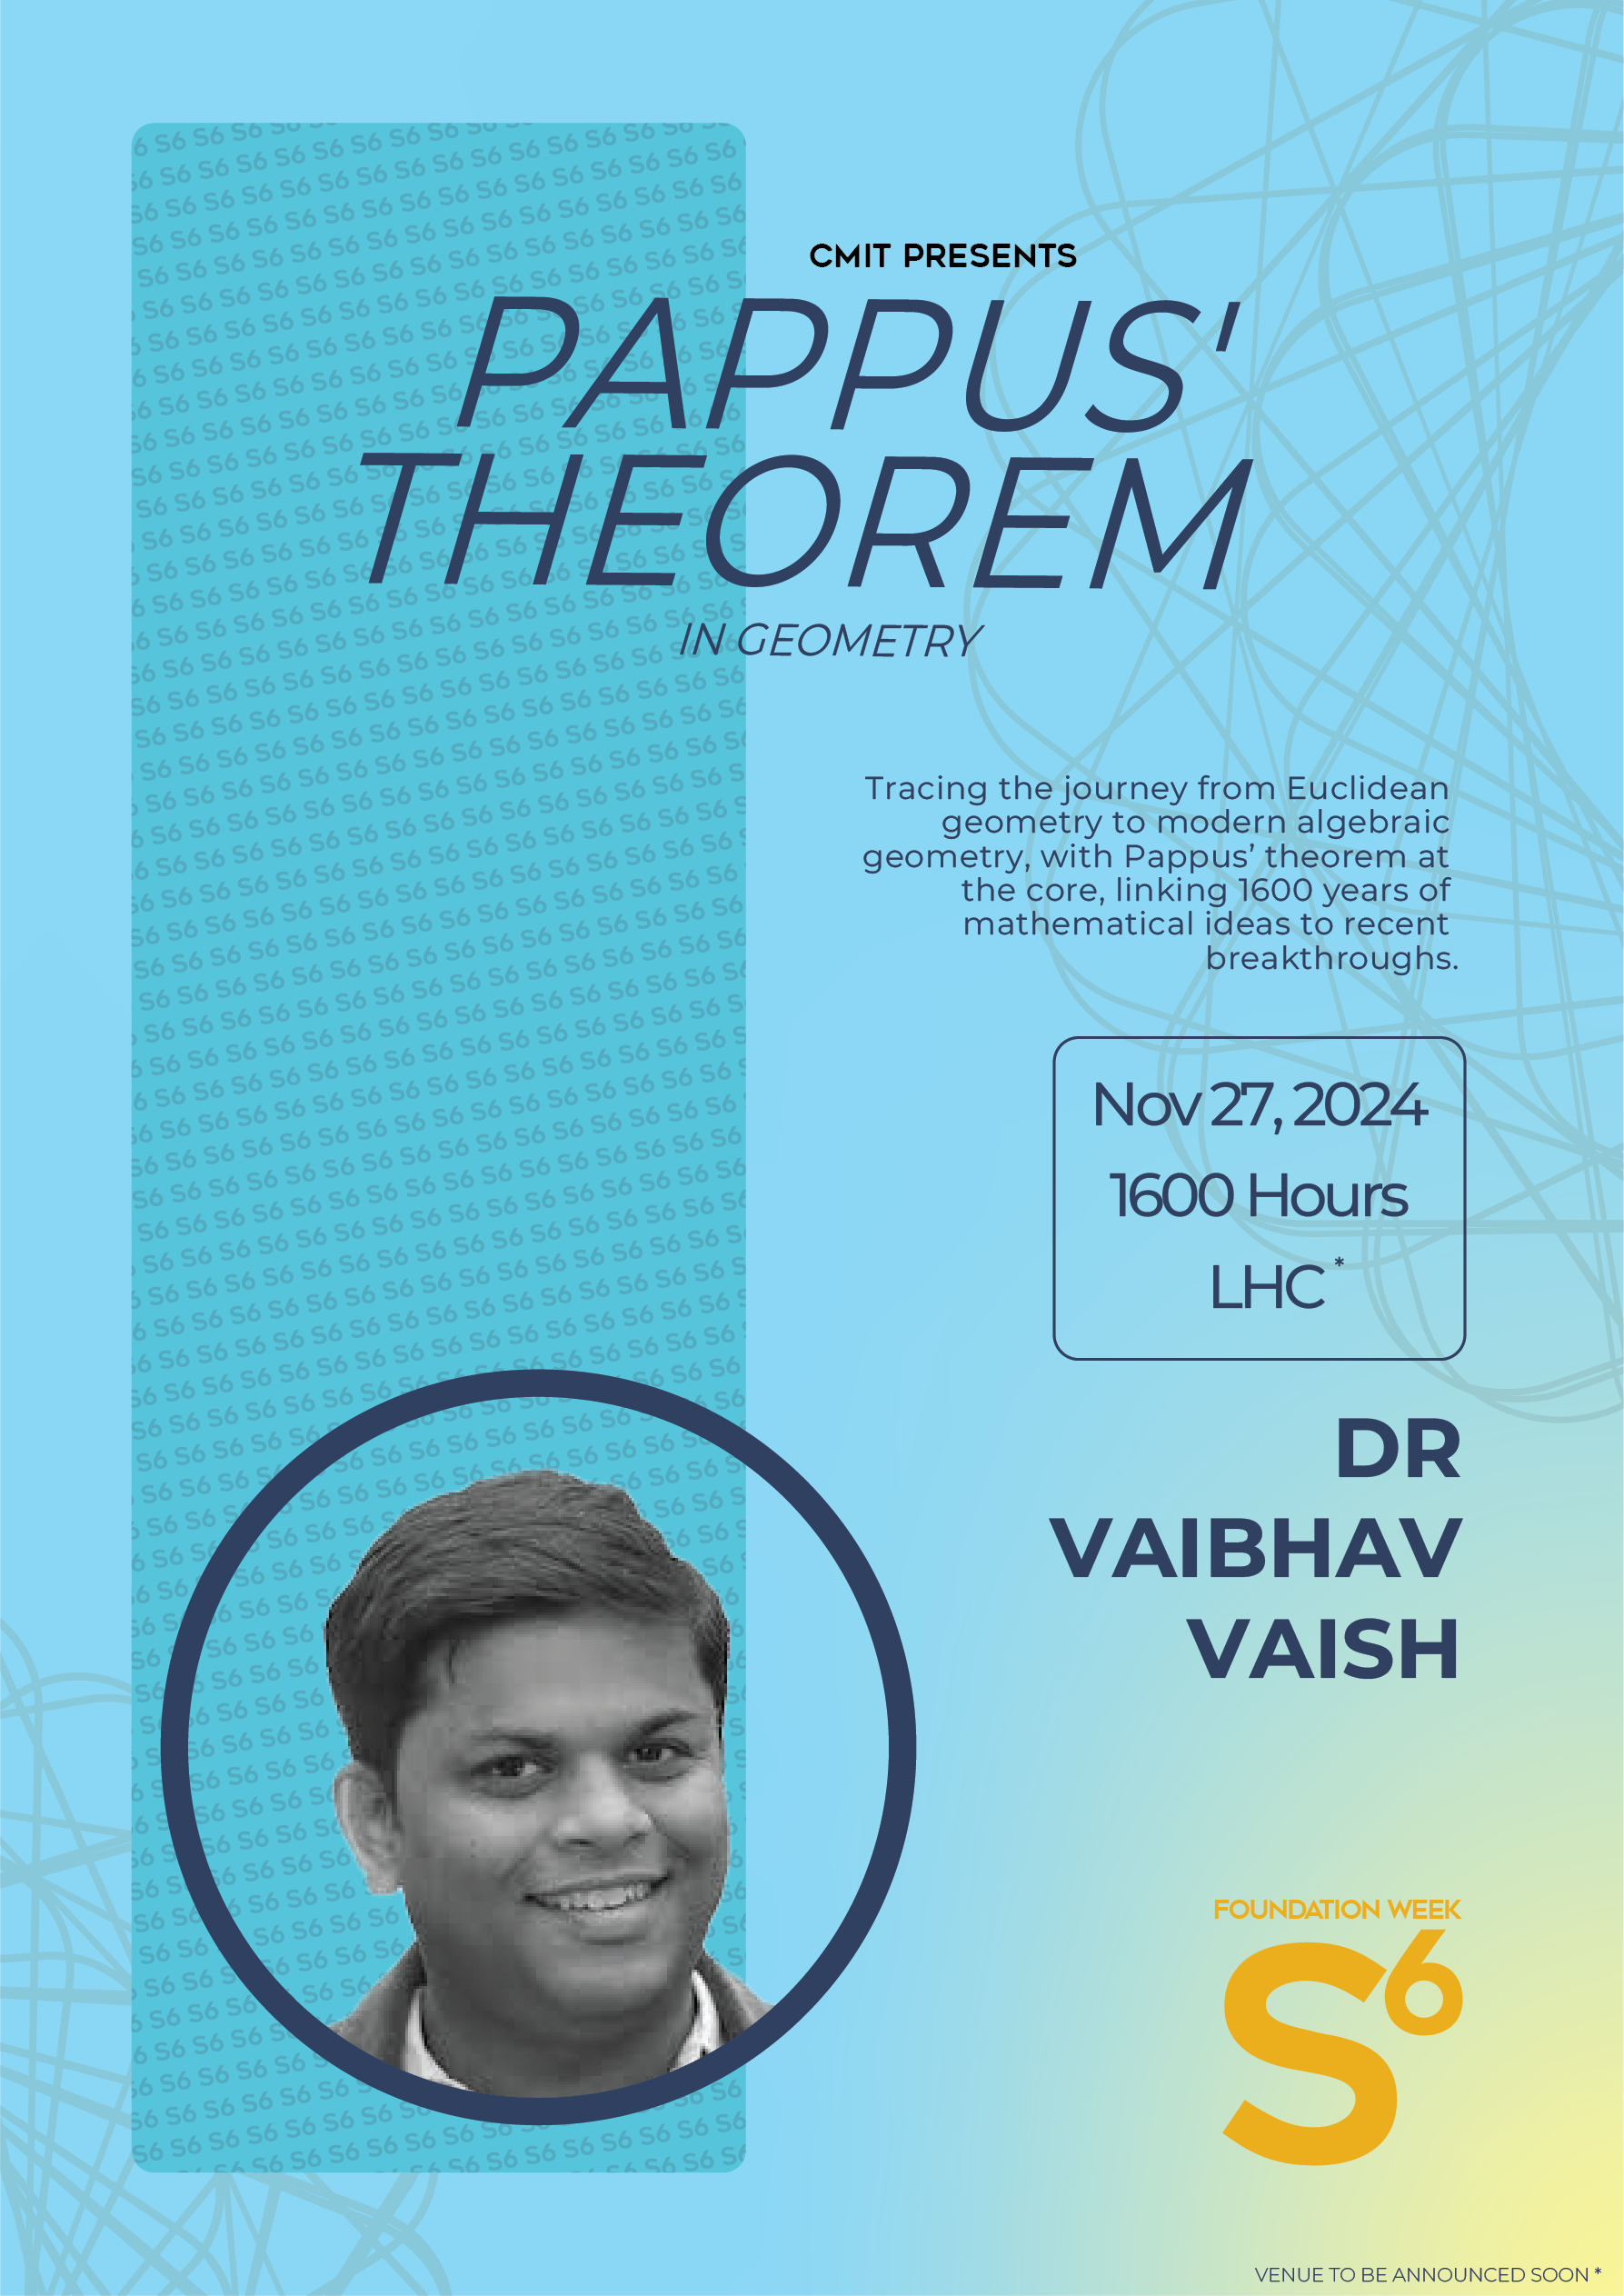 CMIT PRESENTS
PAPPUS'
THEOREM
IN GEOMETRY
Tracing the journey from Euclidean
geometry to modern algebraic
geometry, with Pappus’ theorem at
the core, linking 1600 years of
mathematical ideas to recent
breakthroughs.
Nov 27, 2024
1600 Hours
LHC *
DR
VAIBHAV
VAISH
FOUNDATION WEEK
S6
VENUE TO BE ANNOUNCED SOON *